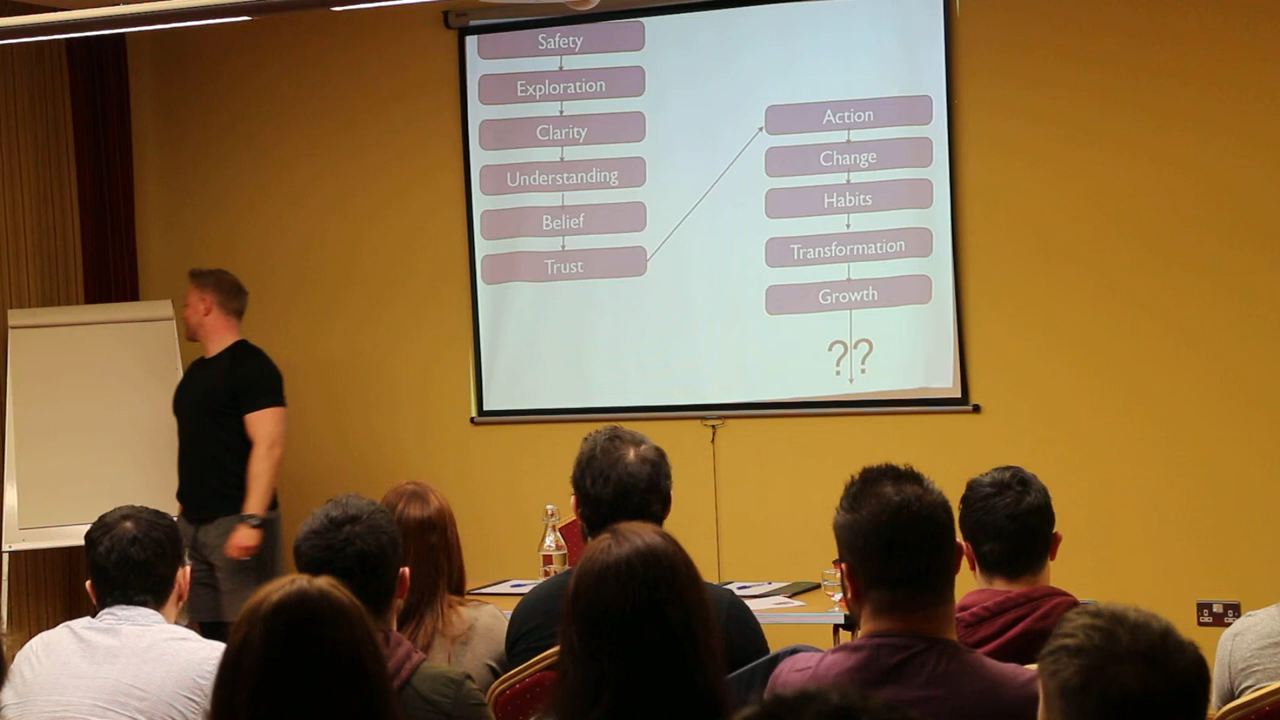 Safety
Exploration
Clarity
Understanding
Belief
Trust
Action
Change
Habits
Transformation
Growth
??